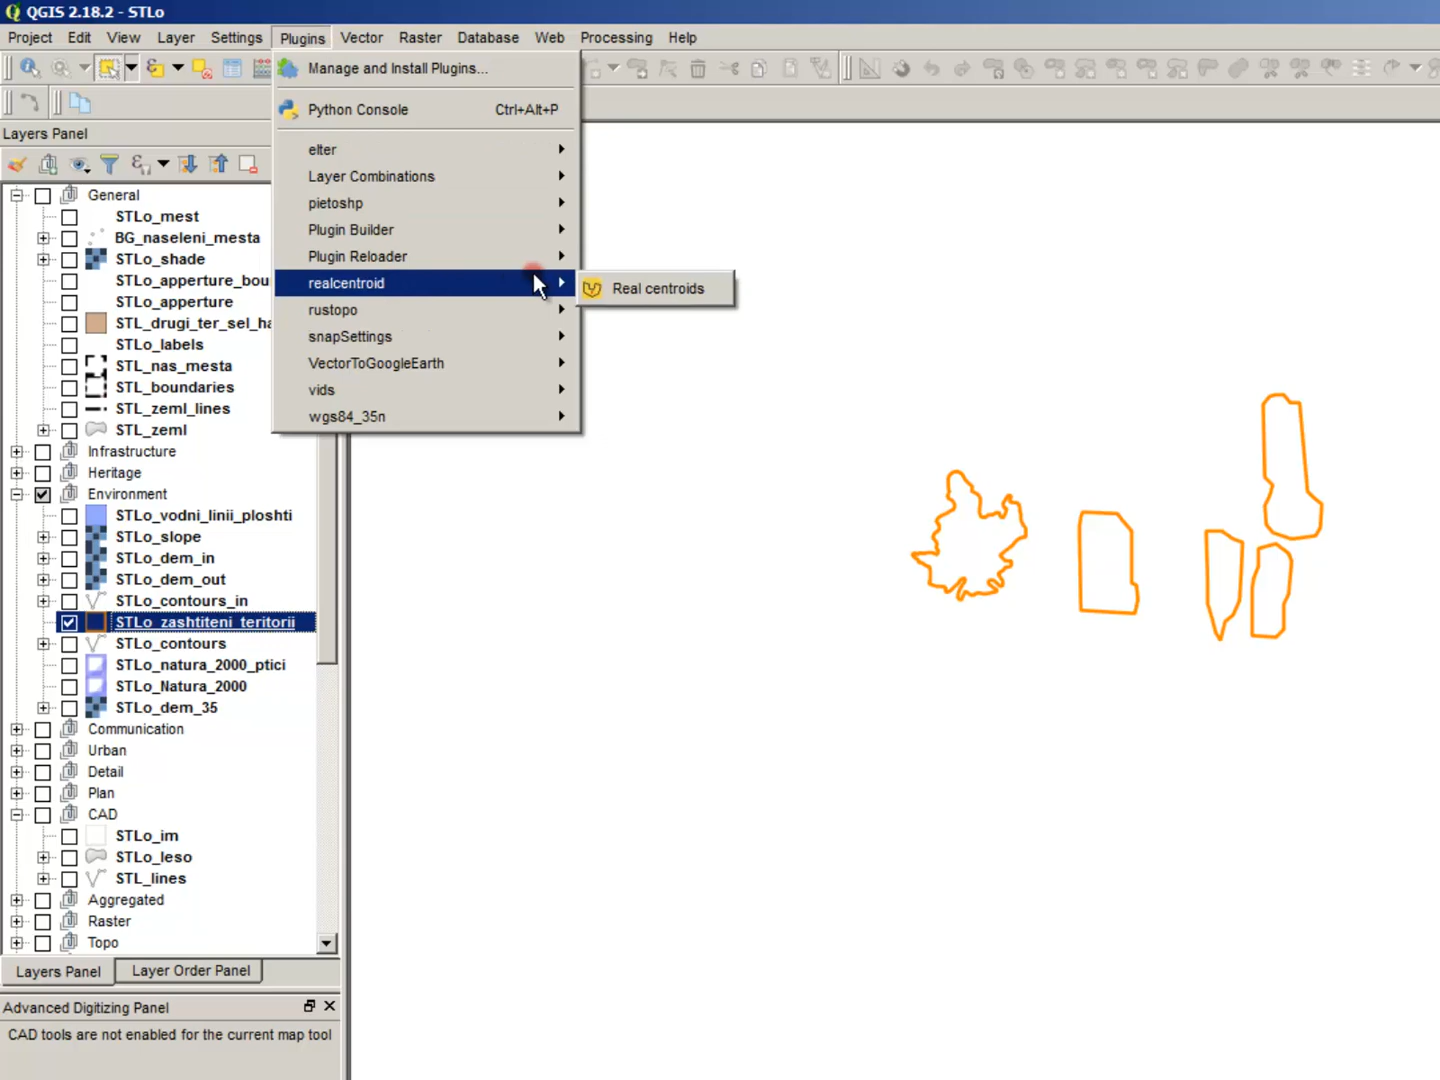 QGIS 2.18.2 - STLo
Project Edit View Layer Settings Plugins Vector Raster Database Web Processing Help
Manage and Install Plugins...
Python Console Ctrl+Alt+P
elter
Layer Combinations
pietoshp
Plugin Builder
Plugin Reloader
realcentroid
Real centroids
rustopo
snapSettings
VectorToGoogleEarth
vids
wgs84_35n
Layers Panel
General
STLo_mest
BG_naseleni_mesta
STLo_shade
STLo_apperture_bou
STLo_apperture
STL_drugi_ter_sel_ha
STLo_labels
STL_nas_mesta
STL_boundaries
STL_zeml_lines
STL_zeml
Infrastructure
Heritage
Environment
STLo_vodni_linii_ploshti
STLo_slope
STLo_dem_in
STLo_dem_out
STLo_contours_in
STLo_zashtiteni_teritorii
STLo_contours
STLo_natura_2000_ptici
STLo_Natura_2000
STLo_dem_35
Communication
Urban
Detail
Plan
CAD
STLo_im
STLo_leso
STL_lines
Aggregated
Raster
Topo
Layers Panel Layer Order Panel
Advanced Digitizing Panel
CAD tools are not enabled for the current map tool